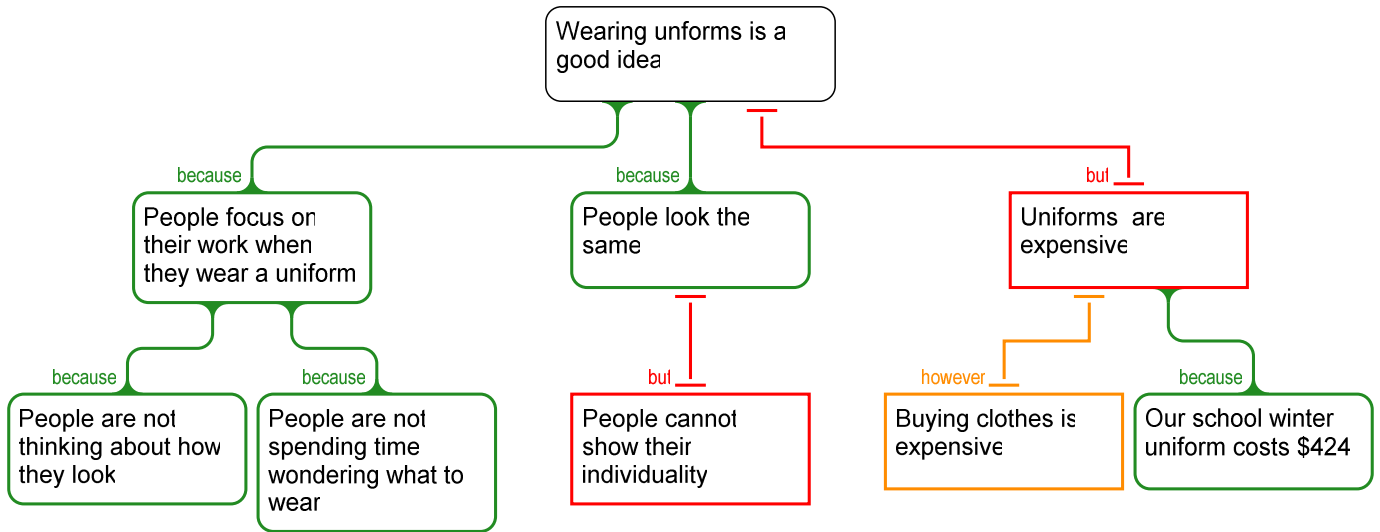 Wearing unforms is a
good idea
because
People focus on
their work when
they wear a uniform
because
People look the
same
but
Uniforms  are
expensive
because
People are not
thinking about how
they look
because
People are not
spending time
wondering what to
wear
but
People cannot
show their
individuality
however
Buying clothes is
expensive
because
Our school winter
uniform costs $424